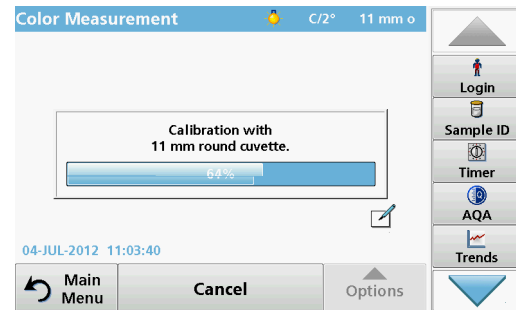 Color Measurement C/2° 11 mm o
Calibration with
11 mm round cuvette.
64%
04-JUL-2012 11:03:40
Main
Menu
Cancel
Options
Login
Sample ID
Timer
AQA
Trends